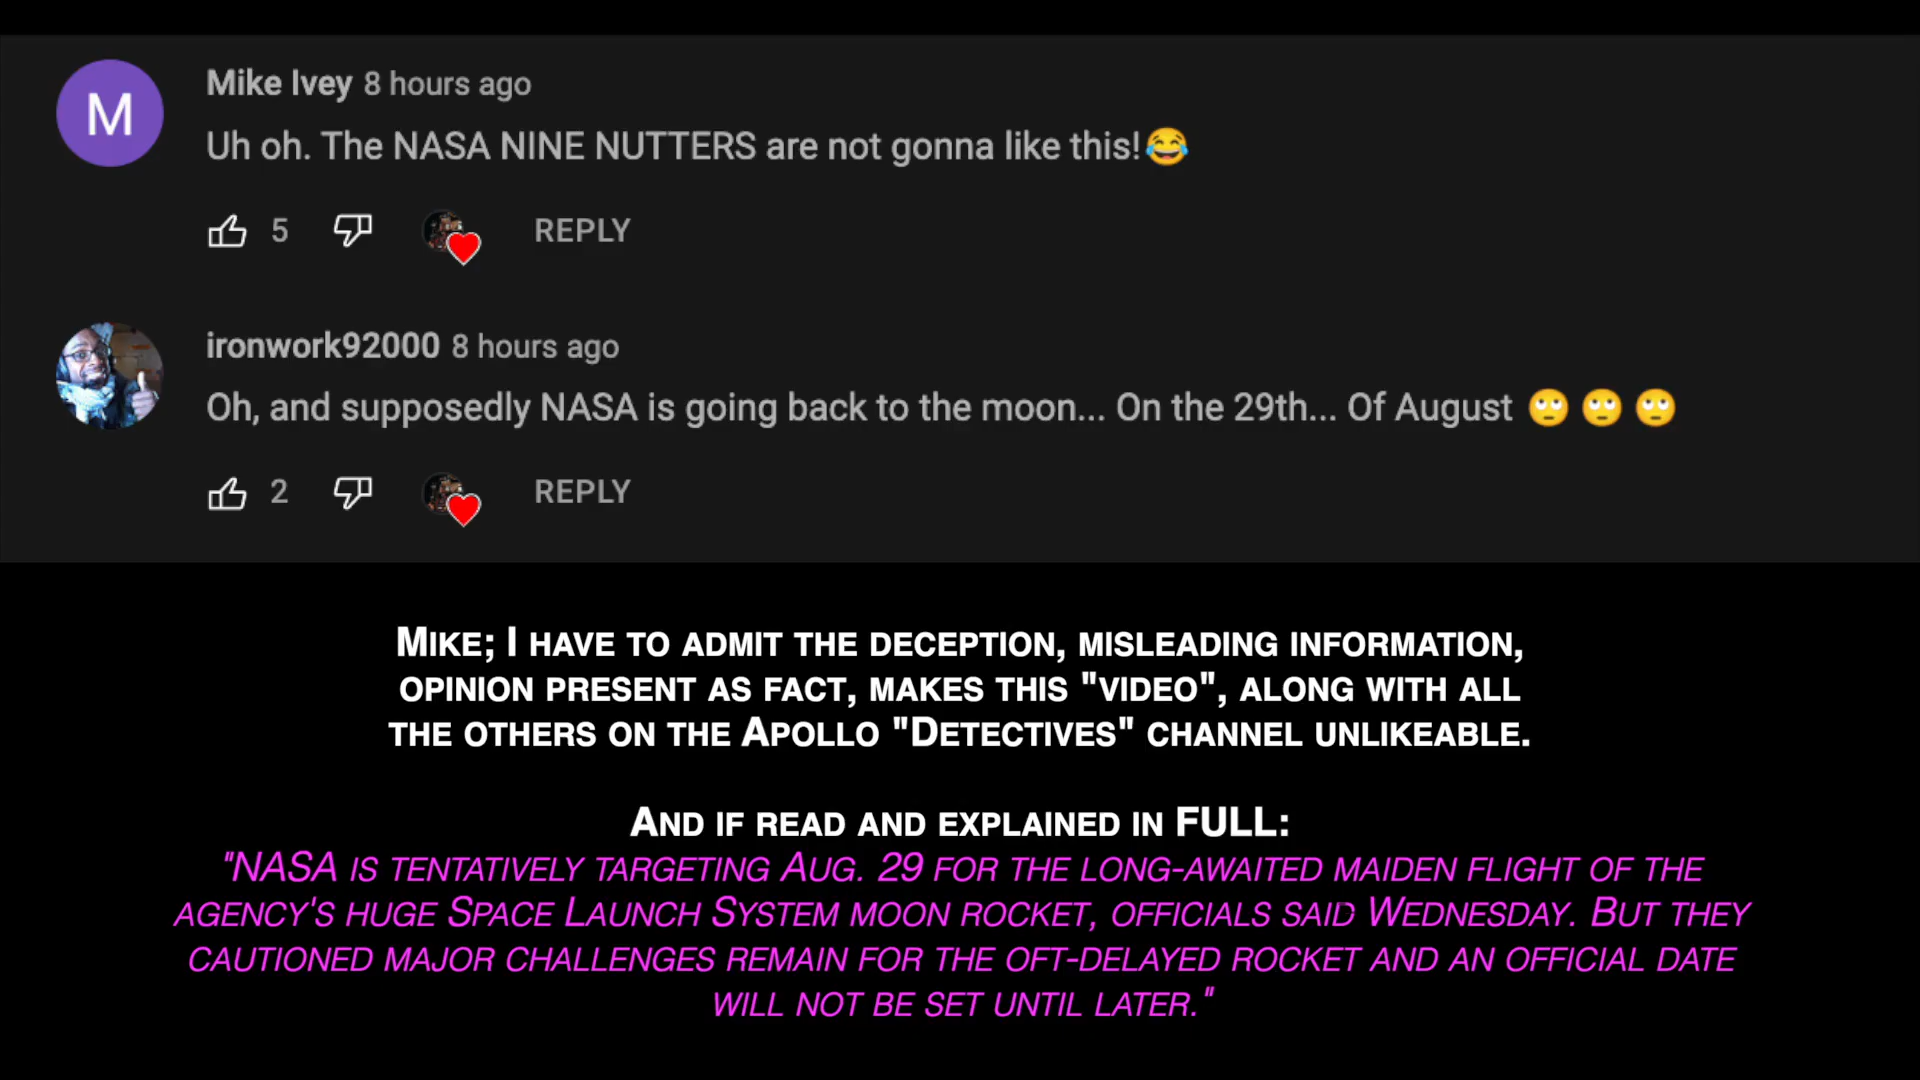 M
Mike Ivey 8 hours ago
Uh oh. The NASA NINE NUTTERS are not gonna like this!😂
5 REPLY
ironwork92000 8 hours ago
Oh, and supposedly NASA is going back to the moon... On the 29th... Of August 🙄 🙄 🙄
2 REPLY
MIKE; I HAVE TO ADMIT THE DECEPTION, MISLEADING INFORMATION,
OPINION PRESENT AS FACT, MAKES THIS "VIDEO", ALONG WITH ALL
THE OTHERS ON THE APOLLO "DETECTIVES" CHANNEL UNLIKEABLE.
AND IF READ AND EXPLAINED IN FULL:
"NASA IS TENTATIVELY TARGETING AUG. 29 FOR THE LONG-AWAITED MAIDEN FLIGHT OF THE
AGENCY'S HUGE SPACE LAUNCH SYSTEM MOON ROCKET, OFFICIALS SAID WEDNESDAY. BUT THEY
CAUTIONED MAJOR CHALLENGES REMAIN FOR THE OFT-DELAYED ROCKET AND AN OFFICIAL DATE
WILL NOT BE SET UNTIL LATER."